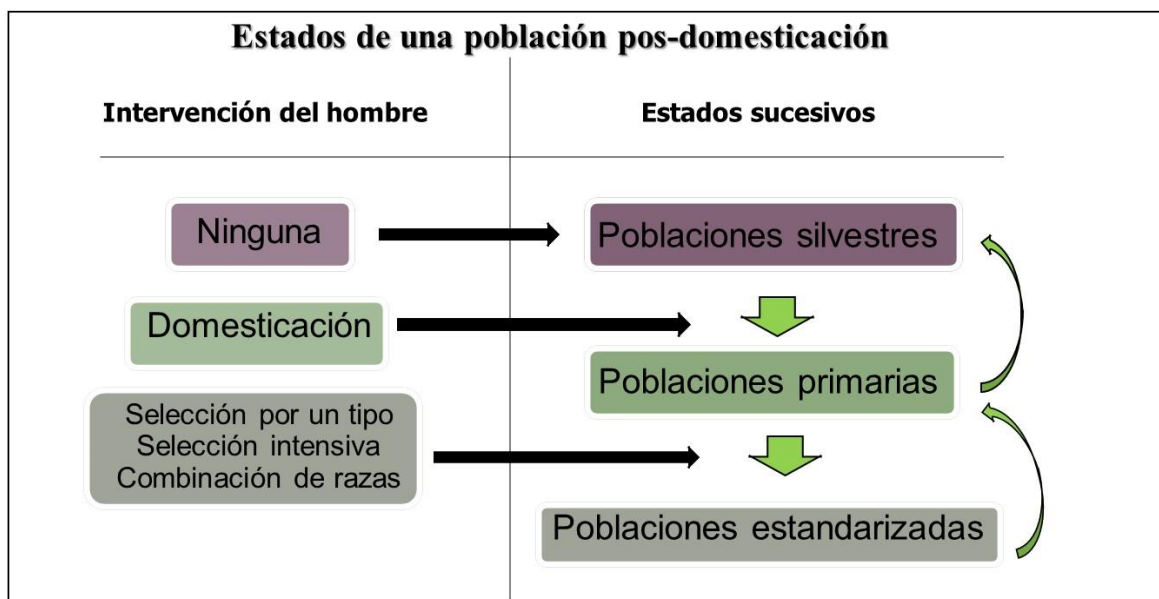 Estados de una población pos-domesticación
Intervención del hombre
Estados sucesivos
Ninguna
Poblaciones silvestres
Domesticación
Poblaciones primarias
Selección por un tipo
Selección intensiva
Combinación de razas
Poblaciones estandarizadas